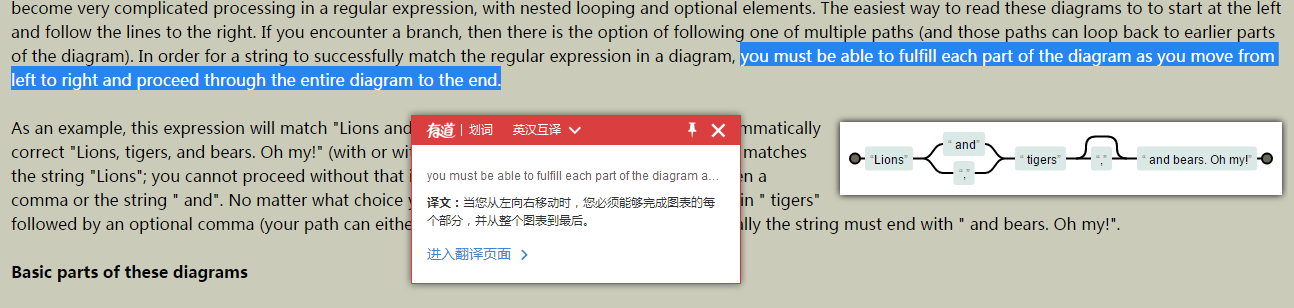 become very complicated processing in a regular expression, with nested looping and optional elements. The easiest way to read these diagrams to to start at the left
and follow the lines to the right. If you encounter a branch, then there is the option of following one of multiple paths (and those paths can loop back to earlier parts
of the diagram). In order for a string to successfully match the regular expression in a diagram, you must be able to fulfill each part of the diagram as you move from
left to right and proceed through the entire diagram to the end.
As an example, this expression will match "Lions and
correct "Lions, tigers, and bears. Oh my!" (with or
matches
the string "Lions"; you cannot proceed without that
a
comma or the string " and". No matter what choice
in " tigers"
followed by an optional comma (your path can
the string must end with " and bears. Oh my!".
有道 划词 英汉互译
you must be able to fulfill each part of the diagram a...
译文：当您从左向右移动时，您必须能够完成图表的每
个部分，并从整个图表到最后。
进入翻译页面
"Lions"
" and"
","
" tigers"
","
" and bears. Oh my!"
Basic parts of these diagrams